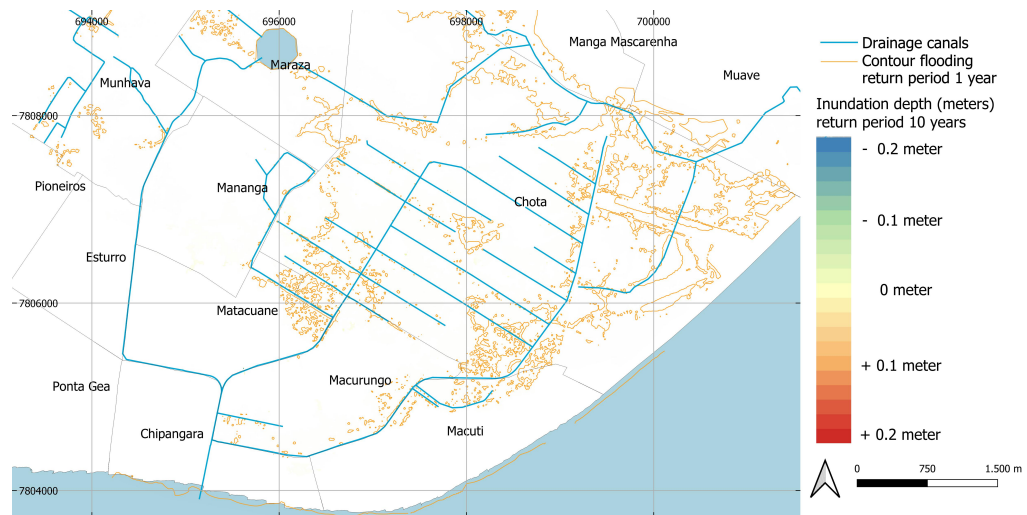 694000
696000
698000
700000
Manga Mascarenha
Maraza
Muave
Munhava
7808000
Pioneiros
Mananga
Chota
Esturro
7806000
Matacuane
Ponta Gea
Macurungo
Chipangara
Macuti
7804000
Drainage canals
Contour flooding
return period 1 year
Inundation depth (meters)
return period 10 years
- 0.2 meter
- 0.1 meter
0 meter
+ 0.1 meter
+ 0.2 meter
0 750 1.500 m